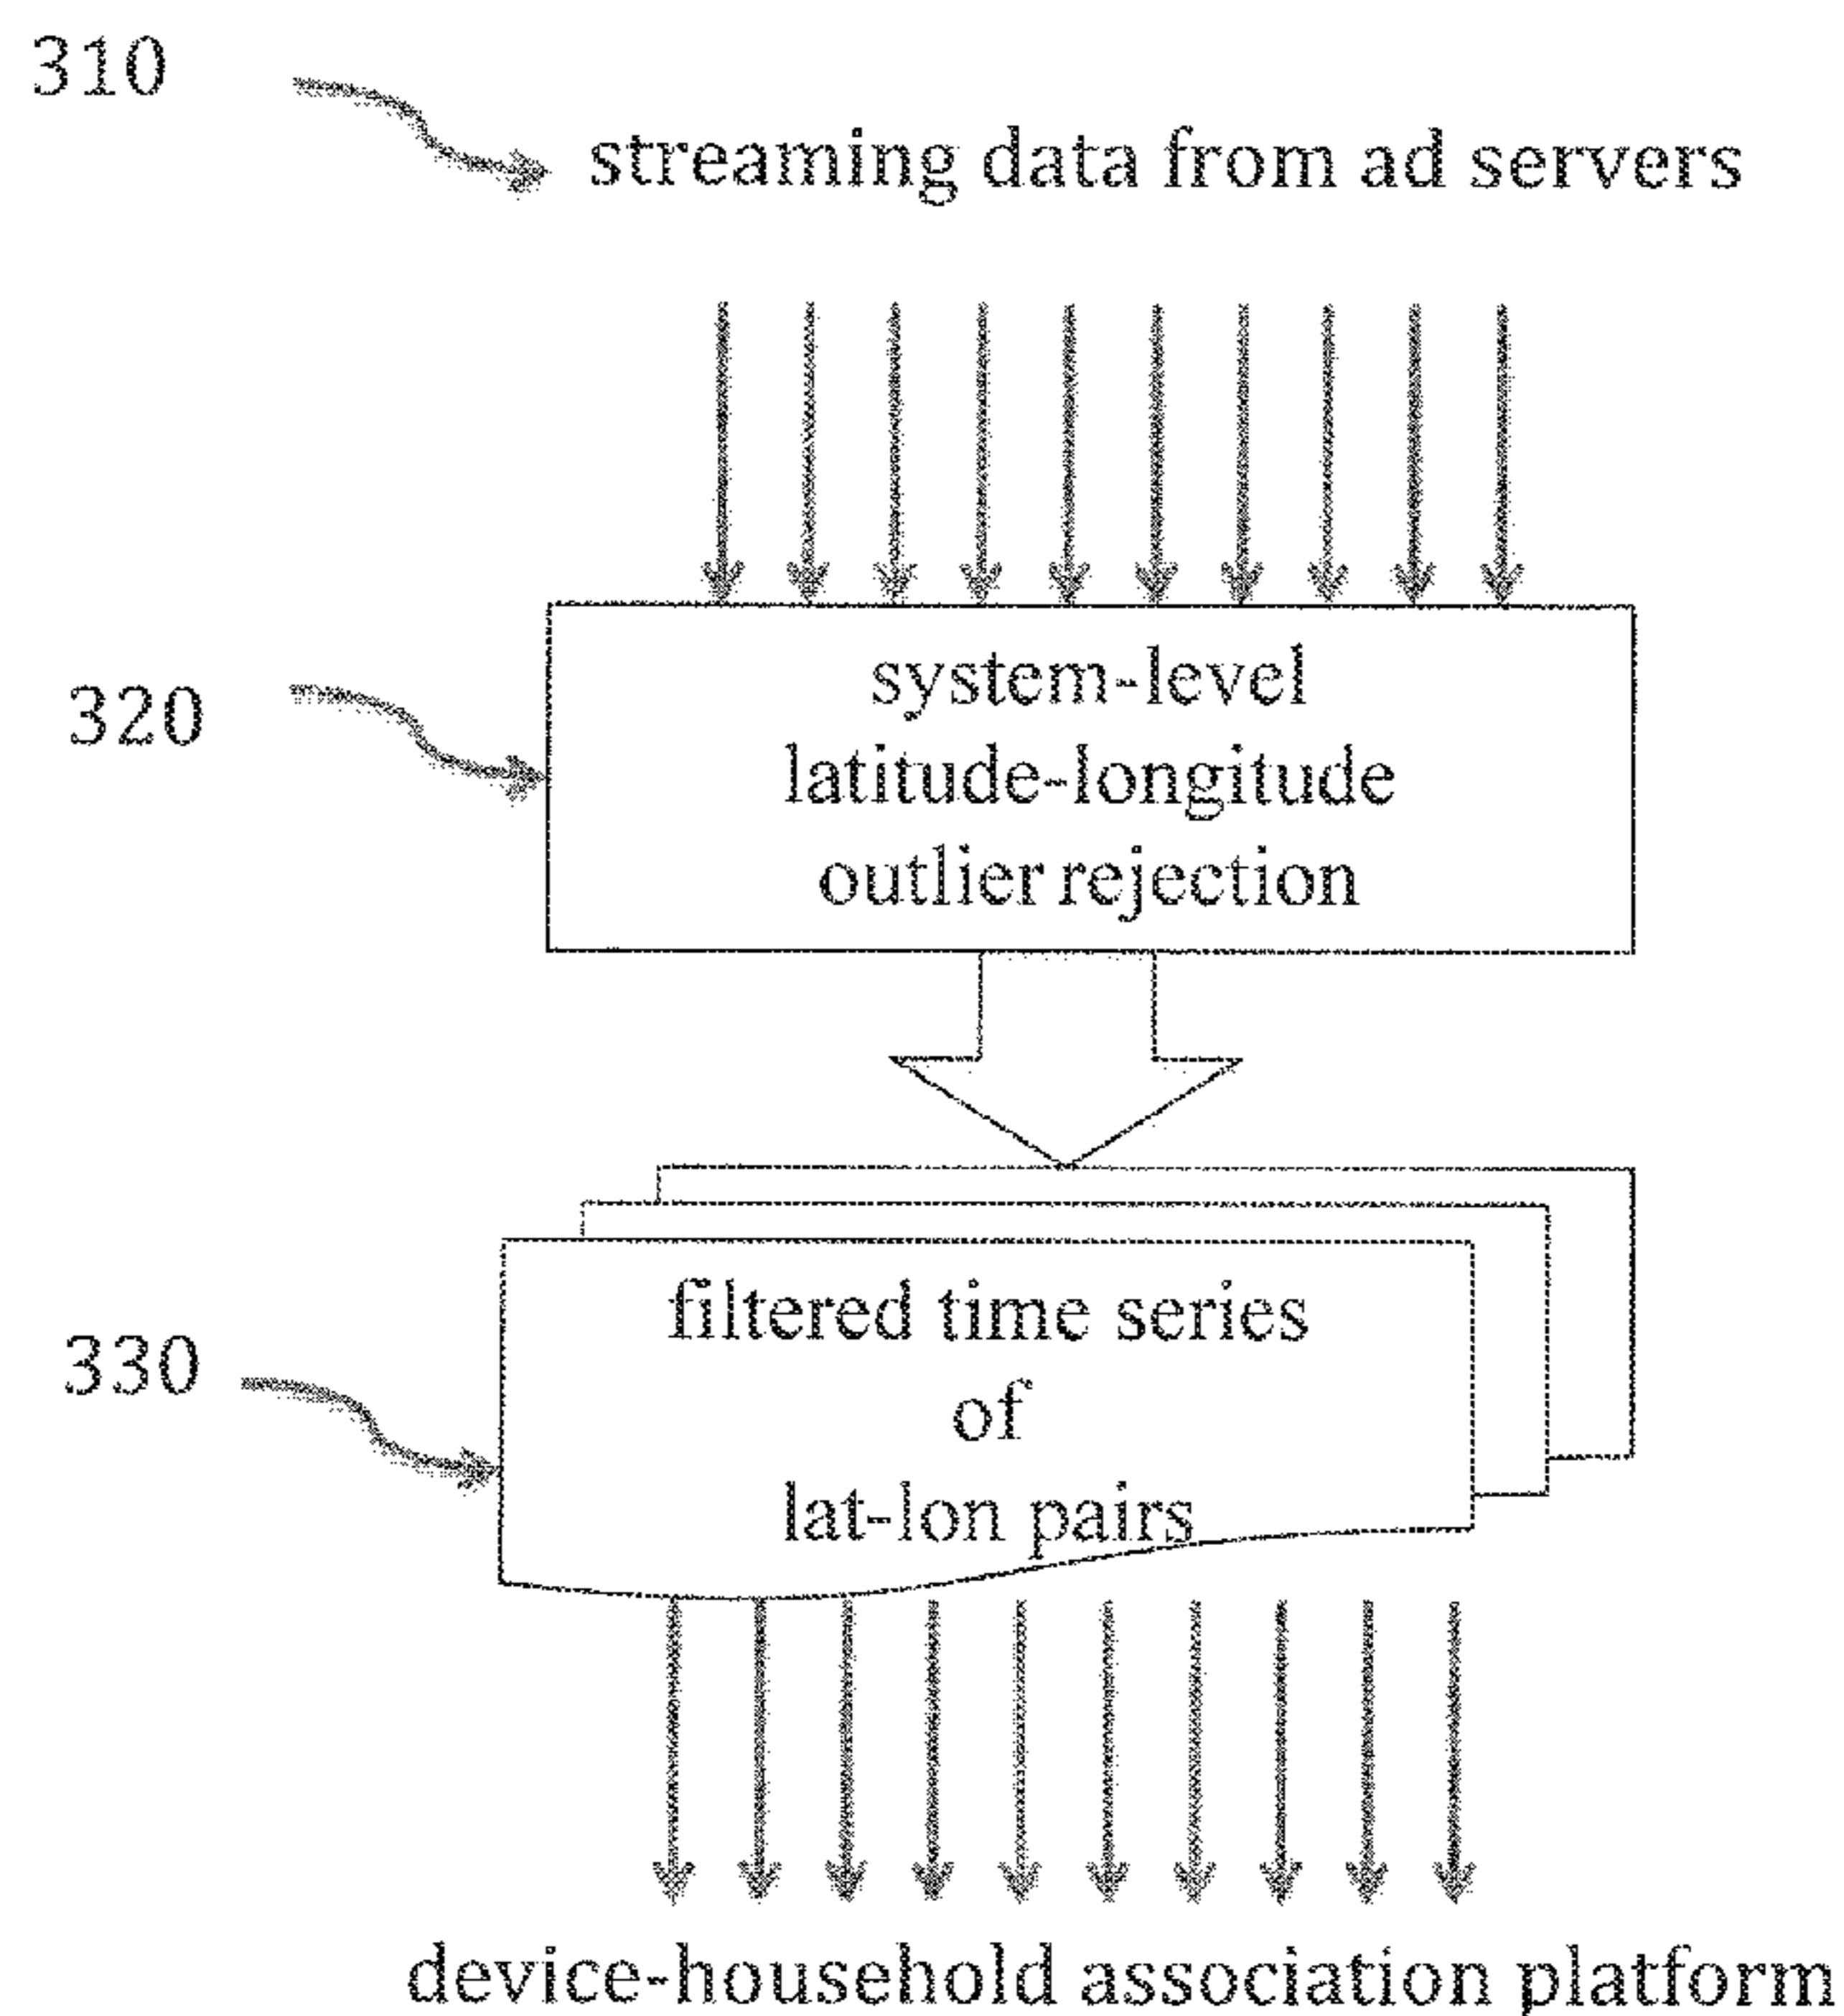 310
streaming data from ad servers
320
system-level
latitude-longitude
outlier rejection
330
filtered time series
of
lat-lon pairs
device-household association platform